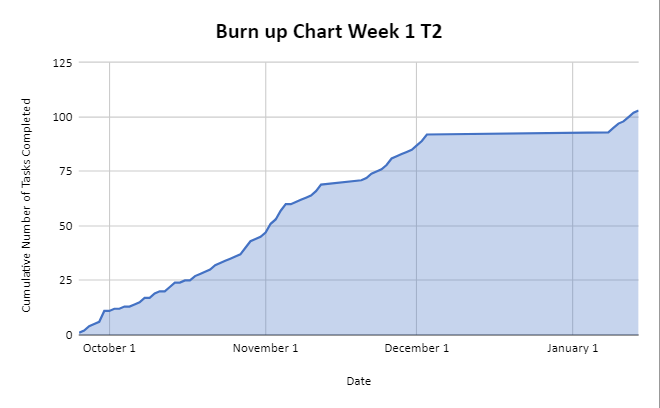 Burn up Chart Week 1 T2
125
100
75
50
25
0
Cumulative Number of Tasks Completed
October 1
November 1
December 1
January 1
Date